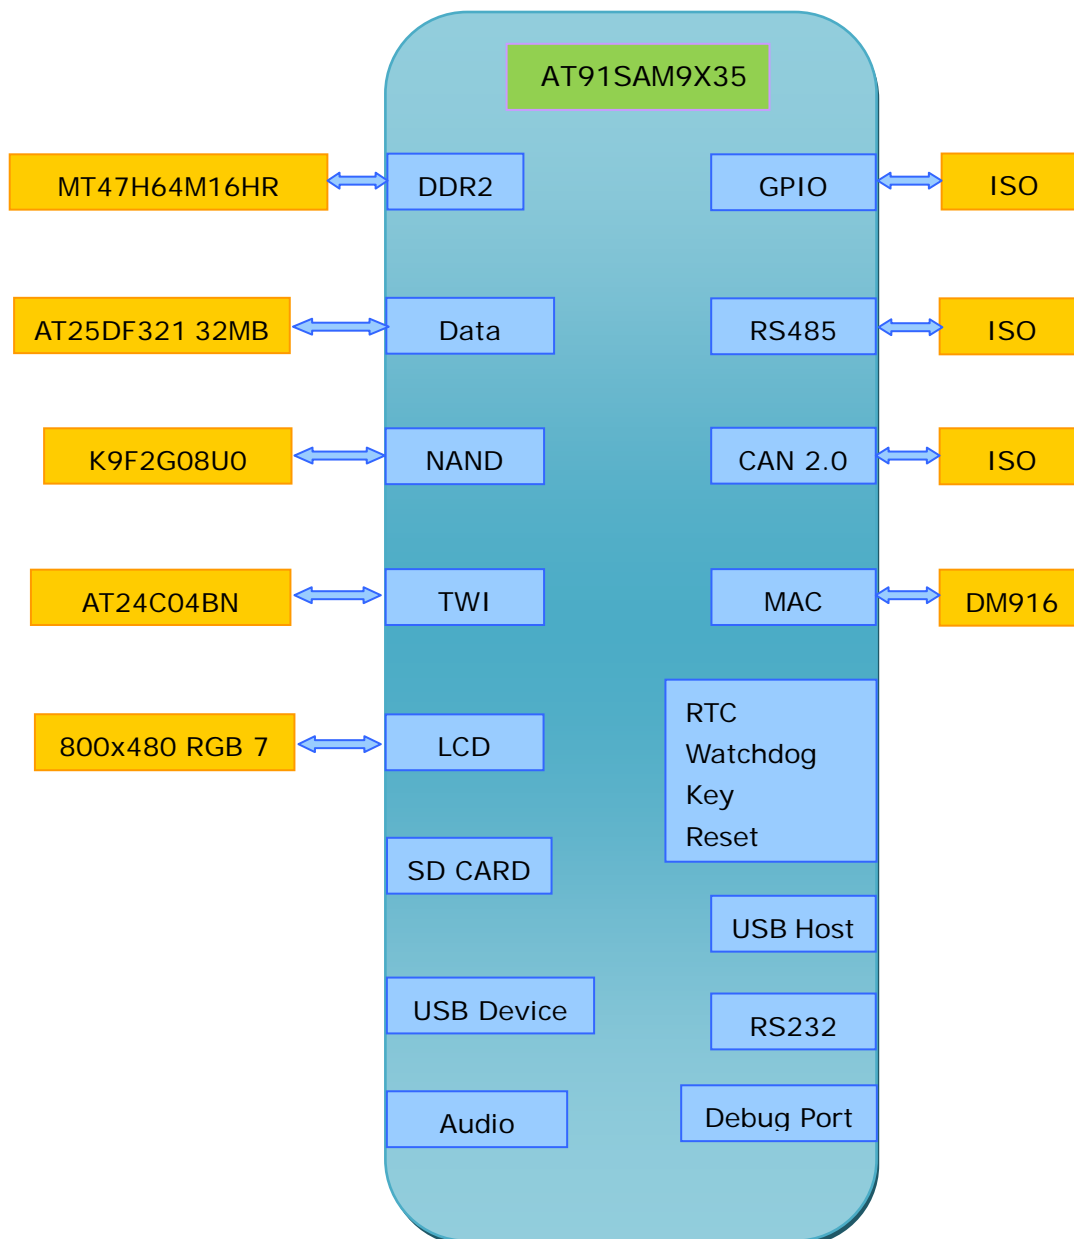 AT91SAM9X35
MT47H64M16HR
DDR2
GPIO
ISO
AT25DF321 32MB
Data
RS485
ISO
K9F2G08U0
NAND
CAN 2.0
ISO
AT24C04BN
TWI
MAC
DM916
800x480 RGB 7
LCD
RTC
Watchdog
Key
Reset
SD CARD
USB Host
USB Device
RS232
Audio
Debug Port